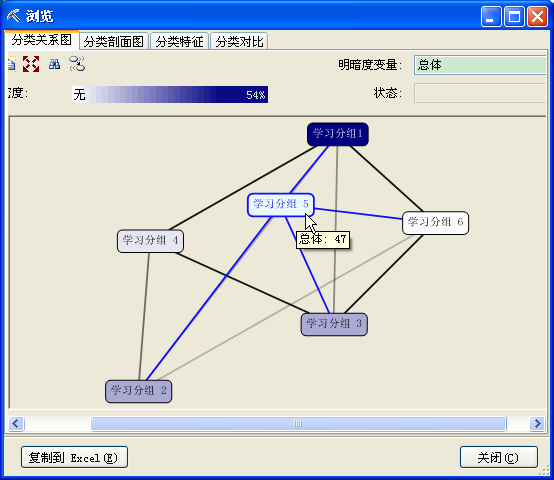 浏览
分类关系图 分类剖面图 分类特征 分类对比
明暗度变量: 总体
度: 无 54% 状态:
学习分组1
学习分组 5
学习分组 6
学习分组 4
总体: 47
学习分组 3
学习分组 2
复制到 Excel(E) 关闭(C)